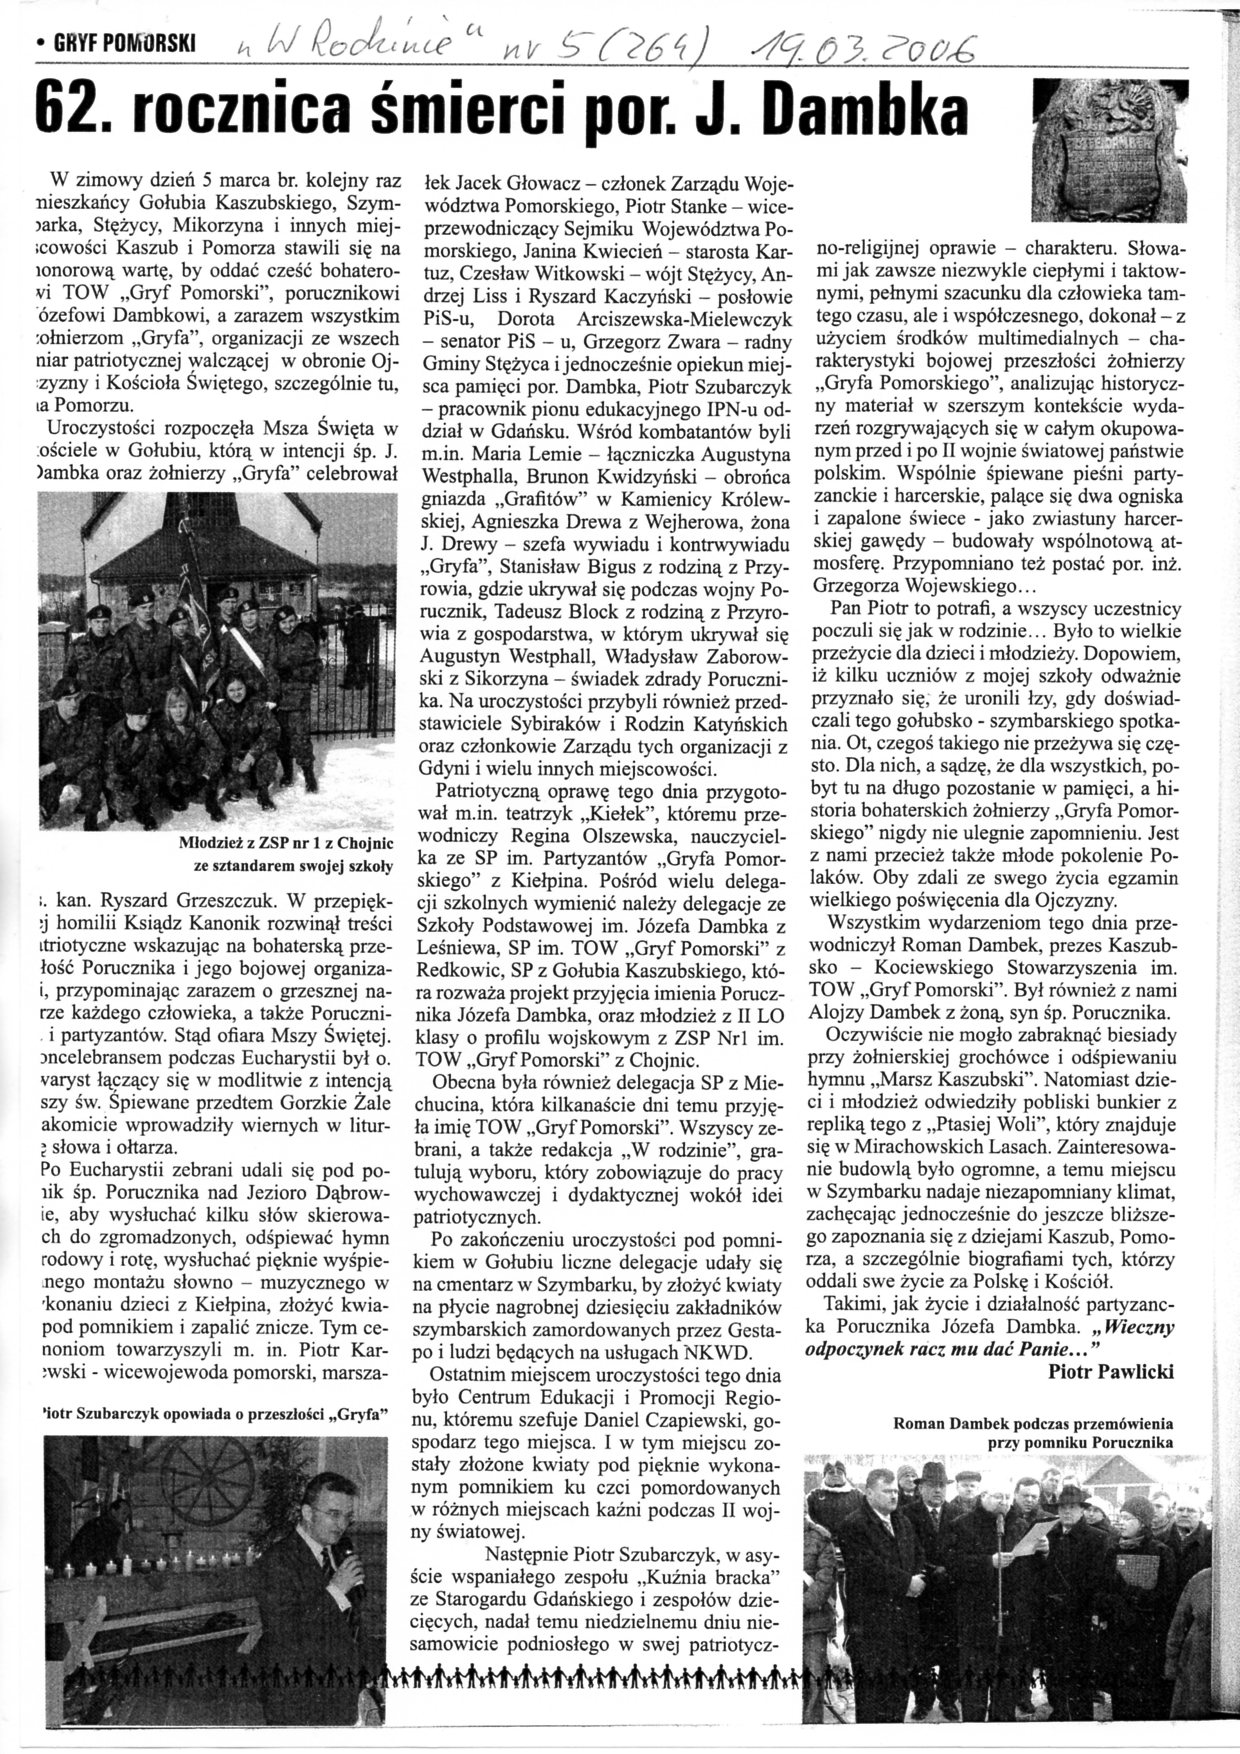 • GRYF POMORSKI
„W Rodzinie“ nr 5 (264) 19.03.2006
62. rocznica śmierci por. J. Dambka
W zimowy dzień 5 marca br. kolejny raz
nieszkańcy Gołubia Kaszubskiego, Szym-
arka, Stężycy, Mikorzyna i innych miej-
scowości Kaszub i Pomorza stawili się na
onorową wartę, by oddać cześć bohatero-
wi TOW „Gryf Pomorski”, porucznikowi
ózefowi Dambkowi, a zarazem wszystkim
ołnierzom „Gryfa”, organizacji ze wszech
niar patriotycznej walczącej w obronie Oj-
zyzny i Kościoła Świętego, szczególnie tu,
na Pomorzu.
Uroczystości rozpoczęła Msza Święta w
ościele w Gołubiu, którą w intencji śp. J.
Dambka oraz żołnierzy „Gryfa” celebrował
Młodzież z ZSP nr 1 z Chojnic
ze sztandarem swojej szkoły
s. kan. Ryszard Grzeszczuk. W przepięk-
ej homilii Ksiądz Kanonik rozwinął treści
atriotyczne wskazując na bohaterską prze-
łość Porucznika i jego bojowej organiza-
i, przypominając zarazem o grzesznej na-
rze każdego człowieka, a także Poruczni-
i partyzantów. Stąd ofiara Mszy Świętej.
oncelebransem podczas Eucharystii był o.
waryst łączący się w modlitwie z intencją
szy św. Śpiewane przedtem Gorzkie Żale
akomicie wprowadziły wiernych w litur-
ę słowa i ołtarza.
Po Eucharystii zebrani udali się pod po-
nik śp. Porucznika nad Jezioro Dąbrow-
ie, aby wysłuchać kilku słów skierowa-
ch do zgromadzonych, odśpiewać hymn
rodowy i rotę, wysłuchać pięknie wyśpie-
nego montażu słowno – muzycznego w
konaniu dzieci z Kiełpina, złożyć kwia-
pod pomnikiem i zapalić znicze. Tym ce-
noniom towarzyszyli m. in. Piotr Kar-
wski - wicewojewoda pomorski, marsza-
iotr Szubarczyk opowiada o przeszłości „Gryfa”
łek Jacek Głowacz – członek Zarządu Woje-
wództwa Pomorskiego, Piotr Stanke – wice-
przewodniczący Sejmiku Województwa Po-
morskiego, Janina Kwiecień – starosta Kar-
tuz, Czesław Witkowski – wójt Stężycy, An-
drzej Liss i Ryszard Kaczyński – posłowie
PiS-u, Dorota Arciszewska-Mielewczyk
– senator PiS – u, Grzegorz Zwara – radny
Gminy Stężyca i jednocześnie opiekun miej-
sca pamięci por. Dambka, Piotr Szubarczyk
– pracownik pionu edukacyjnego IPN-u od-
dział w Gdańsku. Wśród kombatantów byli
m.in. Maria Lemie – łączniczka Augustyna
Westphalla, Brunon Kwidzyński – obrońca
gniazda „Grafitów” w Kamienicy Królew-
skiej, Agnieszka Drewa z Wejherowa, żona
J. Drewy – szefa wywiadu i kontrwywiadu
„Gryfa”, Stanisław Bigus z rodziną z Przy-
rowia, gdzie ukrywał się podczas wojny Po-
rucznik, Tadeusz Block z rodziną z Przyro-
wia z gospodarstwa, w którym ukrywał się
Augustyn Westphall, Władysław Zaborow-
ski z Sikorzyna – świadek zdrady Poruczni-
ka. Na uroczystości przybyli również przed-
stawiciele Sybiraków i Rodzin Katyńskich
oraz członkowie Zarządu tych organizacji z
Gdyni i wielu innych miejscowości.
Patriotyczną oprawę tego dnia przygoto-
wał m.in. teatrzyk „Kiełek”, któremu prze-
wodniczy Regina Olszewska, nauczyciel-
ka ze SP im. Partyzantów „Gryfa Pomor-
skiego” z Kiełpina. Pośród wielu delega-
cji szkolnych wymienić należy delegacje ze
Szkoły Podstawowej im. Józefa Dambka z
Leśniewa, SP im. TOW „Gryf Pomorski” z
Redkowic, SP z Gołubia Kaszubskiego, któ-
ra rozważa projekt przyjęcia imienia Porucz-
nika Józefa Dambka, oraz młodzież z II LO
klasy o profilu wojskowym z ZSP Nr1 im.
TOW „Gryf Pomorski” z Chojnic.
Obecna była również delegacja SP z Mie-
chucina, która kilkanaście dni temu przyję-
ła imię TOW „Gryf Pomorski”. Wszyscy ze-
brani, a także redakcja „W rodzinie”, gra-
tulują wyboru, który zobowiązuje do pracy
wychowawczej i dydaktycznej wokół idei
patriotycznych.
Po zakończeniu uroczystości pod pomni-
kiem w Gołubiu liczne delegacje udały się
na cmentarz w Szymbarku, by złożyć kwiaty
na płycie nagrobnej dziesięciu zakładników
szymbarskich zamordowanych przez Gesta-
po i ludzi będących na usługach NKWD.
Ostatnim miejscem uroczystości tego dnia
było Centrum Edukacji i Promocji Regio-
nu, któremu szefuje Daniel Czapiewski, go-
spodarz tego miejsca. I w tym miejscu zo-
stały złożone kwiaty pod pięknie wykona-
nym pomnikiem ku czci pomordowanych
w różnych miejscach kaźni podczas II woj-
ny światowej.
Następnie Piotr Szubarczyk, w asy-
ście wspaniałego zespołu „Kuźnia bracka”
ze Starogardu Gdańskiego i zespołów dzie-
cięcych, nadał temu niedzielnemu dniu nie-
samowicie podniosłego w swej patriotycz-
no-religijnej oprawie – charakteru. Słowa-
mi jak zawsze niezwykle ciepłymi i taktow-
nymi, pełnymi szacunku dla człowieka tam-
tego czasu, ale i współczesnego, dokonał – z
użyciem środków multimedialnych – cha-
rakterystyki bojowej przeszłości żołnierzy
„Gryfa Pomorskiego”, analizując historycz-
ny materiał w szerszym kontekście wyda-
rzeń rozgrywających się w całym okupowa-
nym przed i po II wojnie światowej państwie
polskim. Wspólnie śpiewane pieśni party-
zanckie i harcerskie, palące się dwa ogniska
i zapalone świece - jako zwiastuny harcer-
skiej gawędy – budowały wspólnotową at-
mosferę. Przypomniano też postać por. inż.
Grzegorza Wojewskiego...
Pan Piotr to potrafi, a wszyscy uczestnicy
poczuli się jak w rodzinie... Było to wielkie
przeżycie dla dzieci i młodzieży. Dopowiem,
iż kilku uczniów z mojej szkoły odważnie
przyznało się, że uronili łzy, gdy doświad-
czali tego gołubsko - szymbarskiego spotka-
nia. Ot, czegoś takiego nie przeżywa się czę-
sto. Dla nich, a sądzę, że dla wszystkich, po-
byt tu na długo pozostanie w pamięci, a hi-
storia bohaterskich żołnierzy „Gryfa Pomor-
skiego” nigdy nie ulegnie zapomnieniu. Jest
z nami przecież także młode pokolenie Po-
laków. Oby zdali ze swego życia egzamin
wielkiego poświęcenia dla Ojczyzny.
Wszystkim wydarzeniom tego dnia prze-
wodniczył Roman Dambek, prezes Kaszub-
sko – Kociewskiego Stowarzyszenia im.
TOW „Gryf Pomorski”. Był również z nami
Alojzy Dambek z żoną, syn śp. Porucznika.
Oczywiście nie mogło zabraknąć biesiady
przy żołnierskiej grochówce i odśpiewaniu
hymnu „Marsz Kaszubski”. Natomiast dzie-
ci i młodzież odwiedziły pobliski bunkier z
repliką tego z „Ptasiej Woli”, który znajduje
się w Mirachowskich Lasach. Zainteresowa-
nie budowlą było ogromne, a temu miejscu
w Szymbarku nadaje niezapomniany klimat,
zachęcając jednocześnie do jeszcze bliższe-
go zapoznania się z dziejami Kaszub, Pomo-
rza, a szczególnie biografiami tych, którzy
oddali swe życie za Polskę i Kościół.
Takimi, jak życie i działalność partyzanc-
ka Porucznika Józefa Dambka. „Wieczny
odpoczynek racz mu dać Panie...”
Piotr Pawlicki
Roman Dambek podczas przemówienia
przy pomniku Porucznika